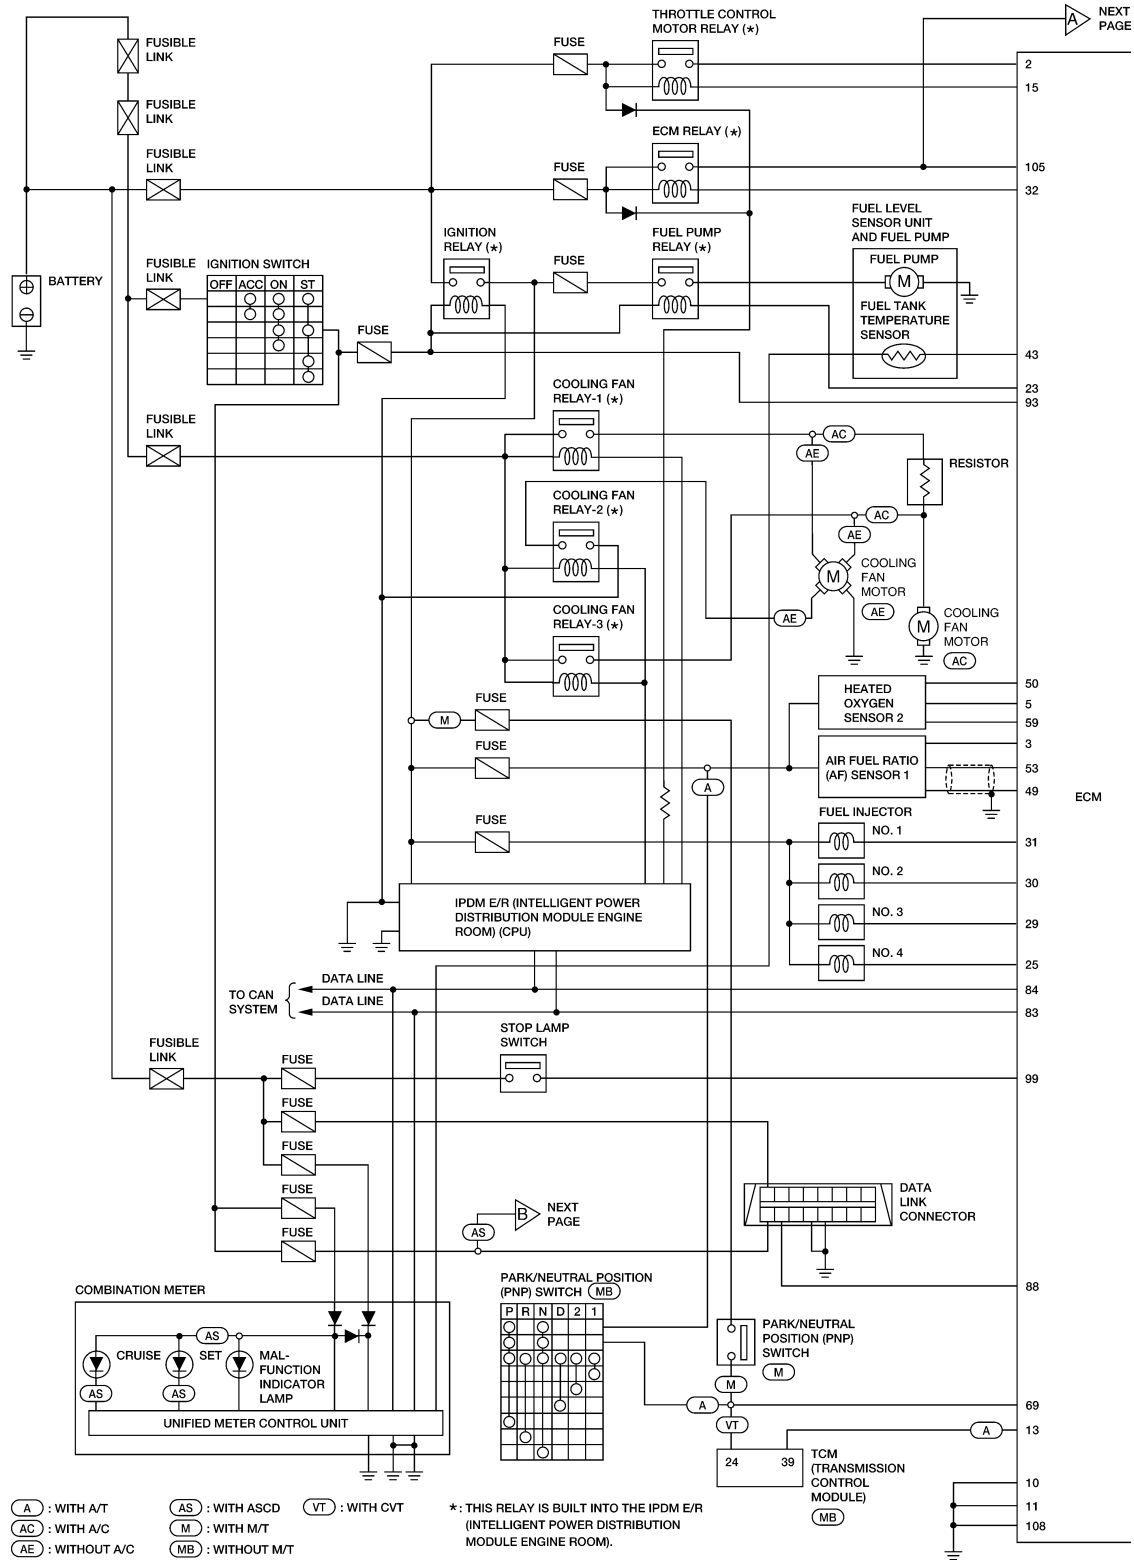 THROTTLE CONTROL
MOTOR RELAY (*)
A
NEXT
PAGE
FUSIBLE
LINK
FUSE
2
15
FUSIBLE
LINK
ECM RELAY (*)
FUSIBLE
LINK
FUSE
105
32
FUEL LEVEL
SENSOR UNIT
AND FUEL PUMP
IGNITION
RELAY (*)
FUEL PUMP
RELAY (*)
FUSE
FUEL PUMP
M
BATTERY
FUSIBLE
LINK
IGNITION SWITCH
OFF ACC ON ST
FUEL TANK
TEMPERATURE
SENSOR
FUSE
43
23
93
COOLING FAN
RELAY-1 (*)
FUSIBLE
LINK
AC
AE
RESISTOR
COOLING FAN
RELAY-2 (*)
AC
AE
M
COOLING
FAN
MOTOR
AE
COOLING FAN
RELAY-3 (*)
AE
M
COOLING
FAN
MOTOR
AC
HEATED
OXYGEN
SENSOR 2
50
5
59
FUSE
M
FUSE
A
AIR FUEL RATIO
(AF) SENSOR 1
3
53
49
ECM
FUSE
FUEL INJECTOR
NO. 1
31
NO. 2
30
NO. 3
29
NO. 4
25
IPDM E/R (INTELLIGENT POWER
DISTRIBUTION MODULE ENGINE
ROOM) (CPU)
TO CAN
SYSTEM
DATA LINE
84
DATA LINE
83
FUSIBLE
LINK
STOP LAMP
SWITCH
FUSE
99
FUSE
FUSE
FUSE
FUSE
B
NEXT
PAGE
AS
DATA
LINK
CONNECTOR
88
COMBINATION METER
PARK/NEUTRAL POSITION
(PNP) SWITCH
MB
P R N D 2 1
PARK/NEUTRAL
POSITION (PNP)
SWITCH
M
AS
CRUISE
SET
MAL-
FUNCTION
INDICATOR
LAMP
AS
AS
UNIFIED METER CONTROL UNIT
M
A
VT
69
A
13
24 39
TCM
(TRANSMISSION
CONTROL
MODULE)
MB
10
11
108
A : WITH A/T
AC : WITH A/C
AE : WITHOUT A/C
AS : WITH ASCD
M : WITH M/T
MB : WITHOUT M/T
VT : WITH CVT
*: THIS RELAY IS BUILT INTO THE IPDM E/R
(INTELLIGENT POWER DISTRIBUTION
MODULE ENGINE ROOM).